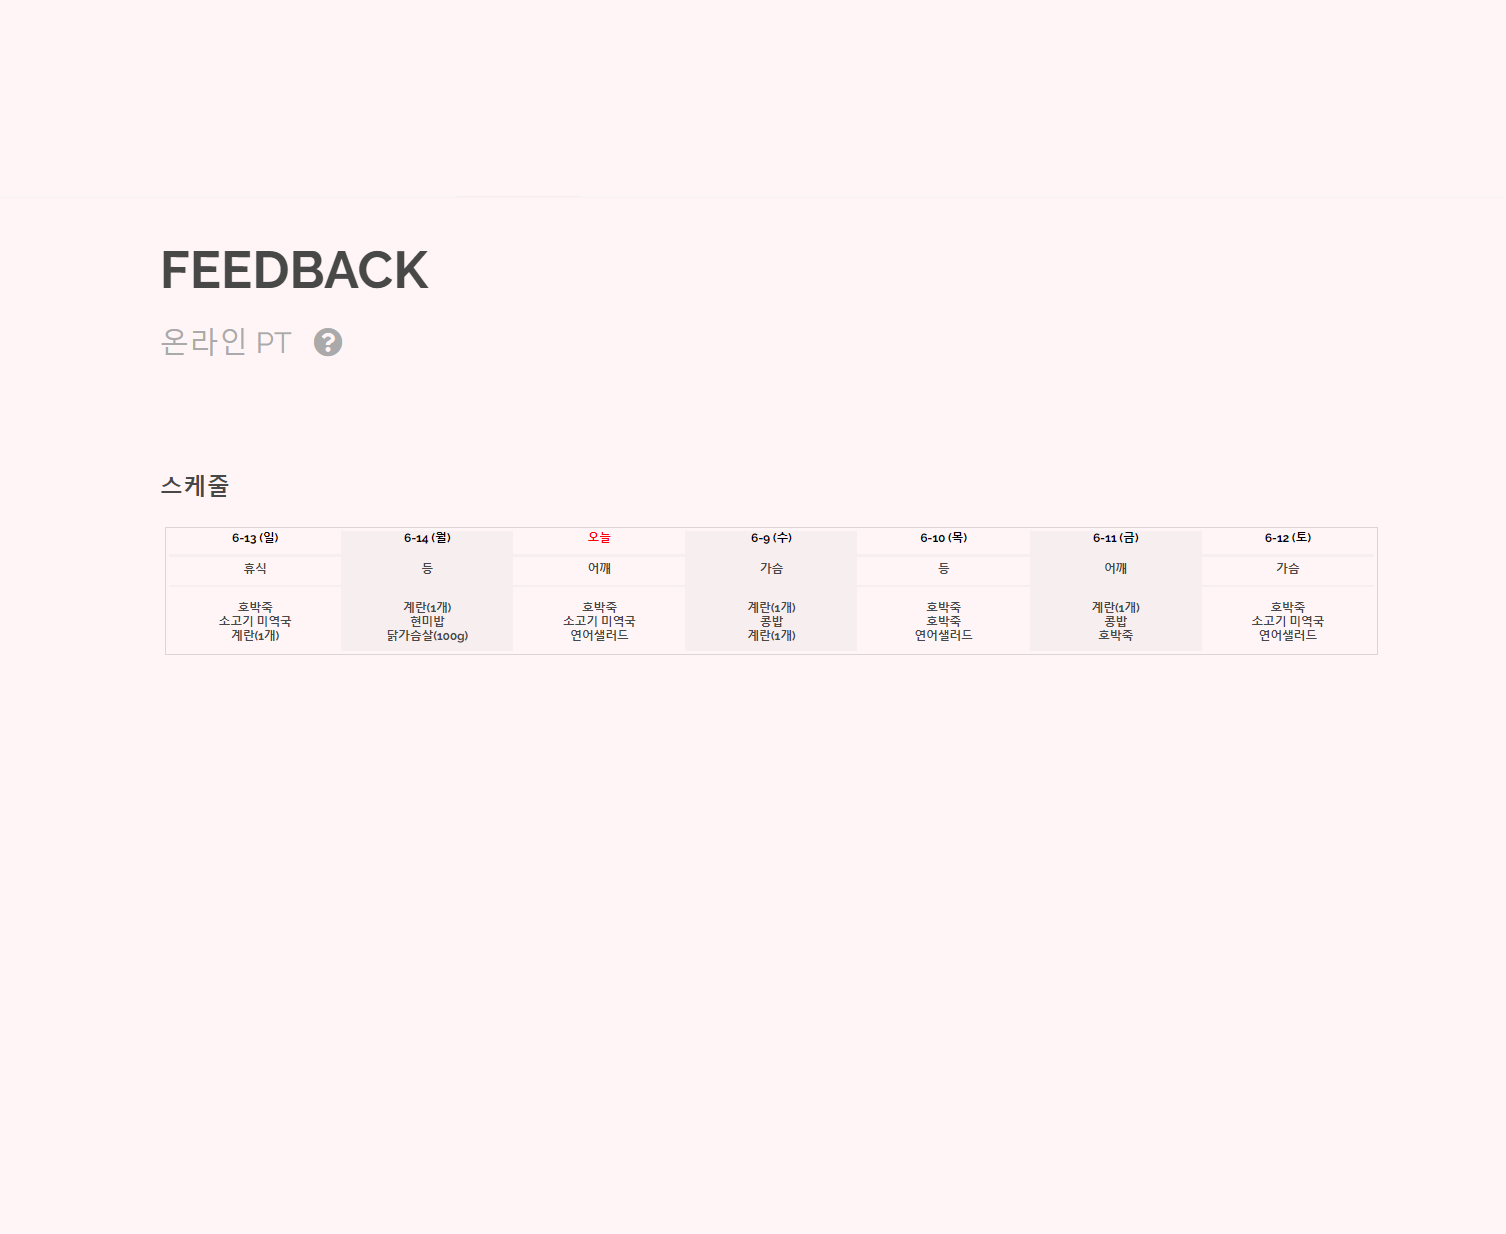 FEEDBACK
온라인 PT ?
스케줄
6-13 (일) 6-14 (월) 오늘 6-9 (수) 6-10 (목) 6-11 (금) 6-12 (토)
휴식 등 어깨 가슴 등 어깨 가슴
호박죽 계란(1개) 호박죽 계란(1개) 호박죽 계란(1개) 호박죽
소고기 미역국 현미밥 소고기 미역국 콩밥 호박죽 콩밥 소고기 미역국
계란(1개) 닭가슴살(100g) 연어샐러드 계란(1개) 연어샐러드 호박죽 연어샐러드